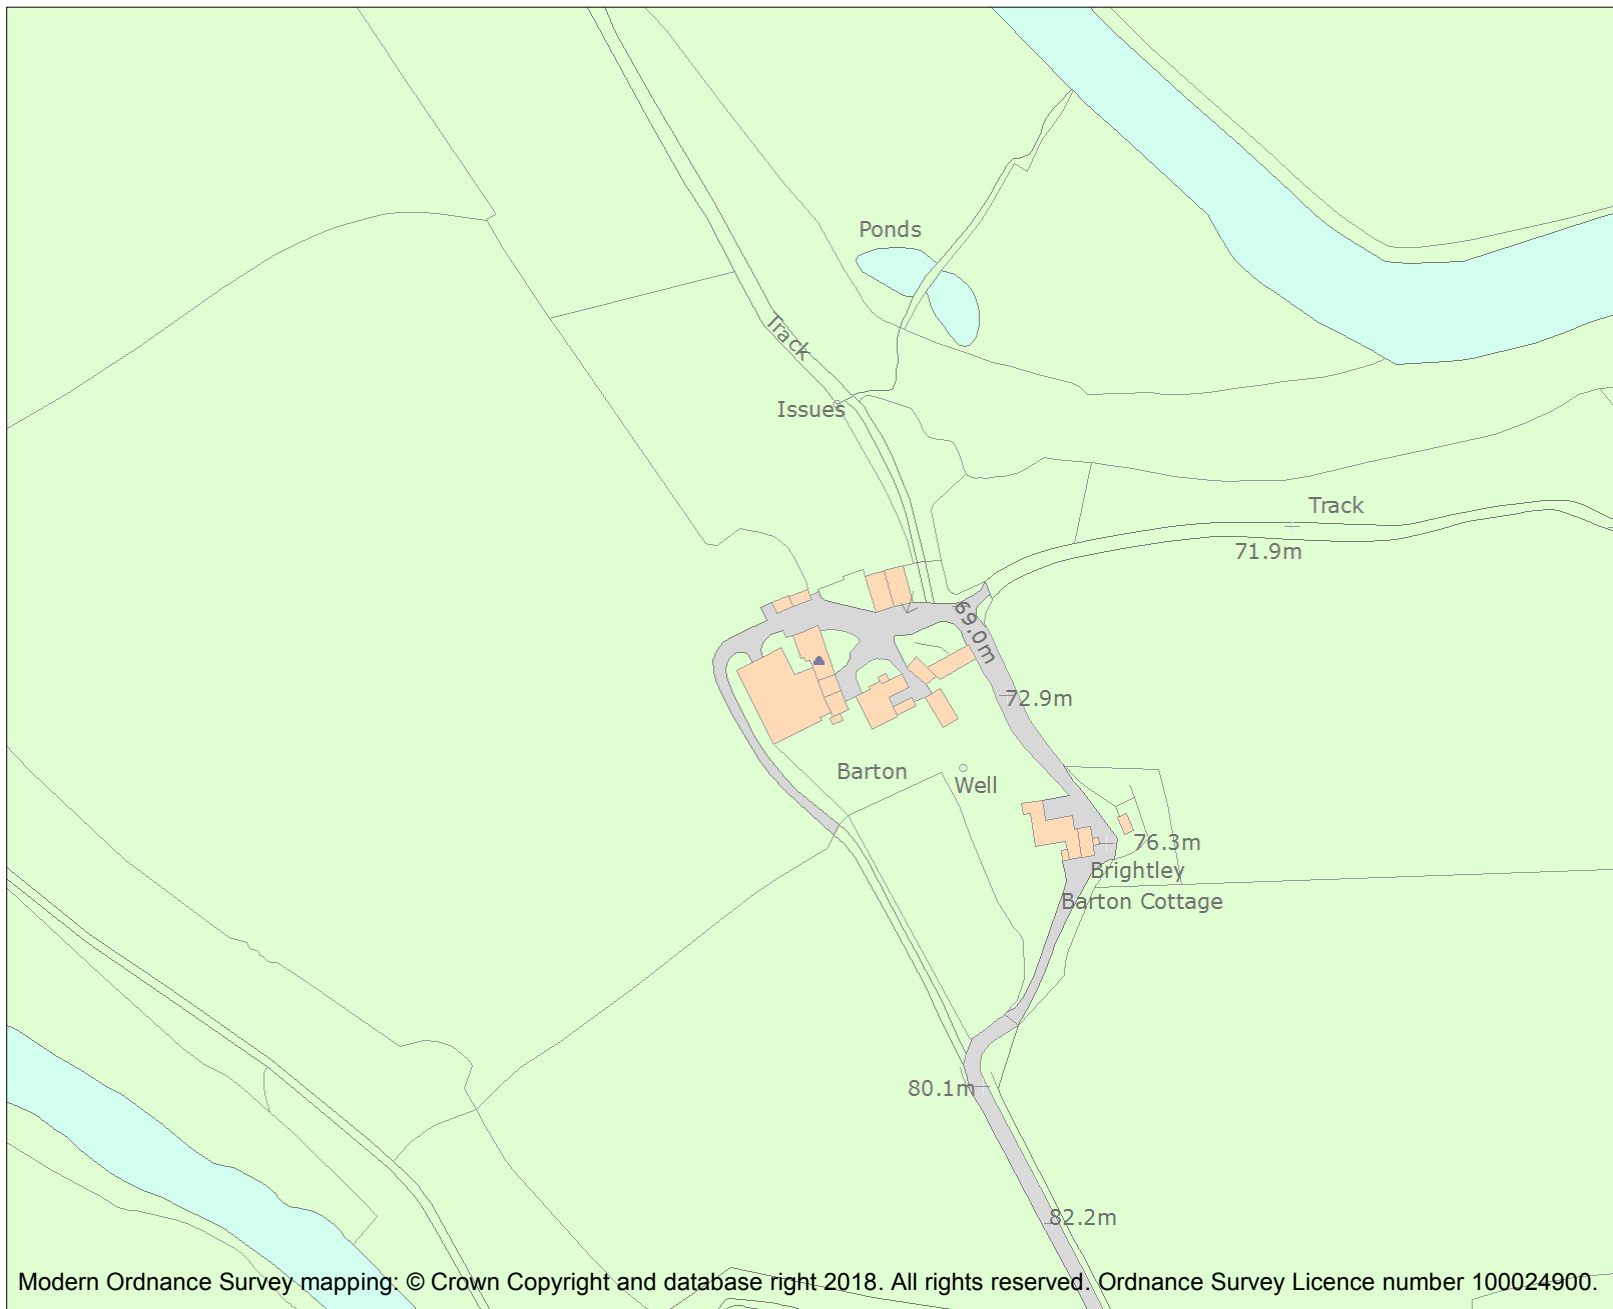 Ponds
Track
Issues
Track
71.9m
69.0m
72.9m
Barton
Well
76.3m
Brightley
Barton Cottage
80.1m
82.2m
Modern Ordnance Survey mapping: © Crown Copyright and database right 2018. All rights reserved. Ordnance Survey Licence number 100024900.